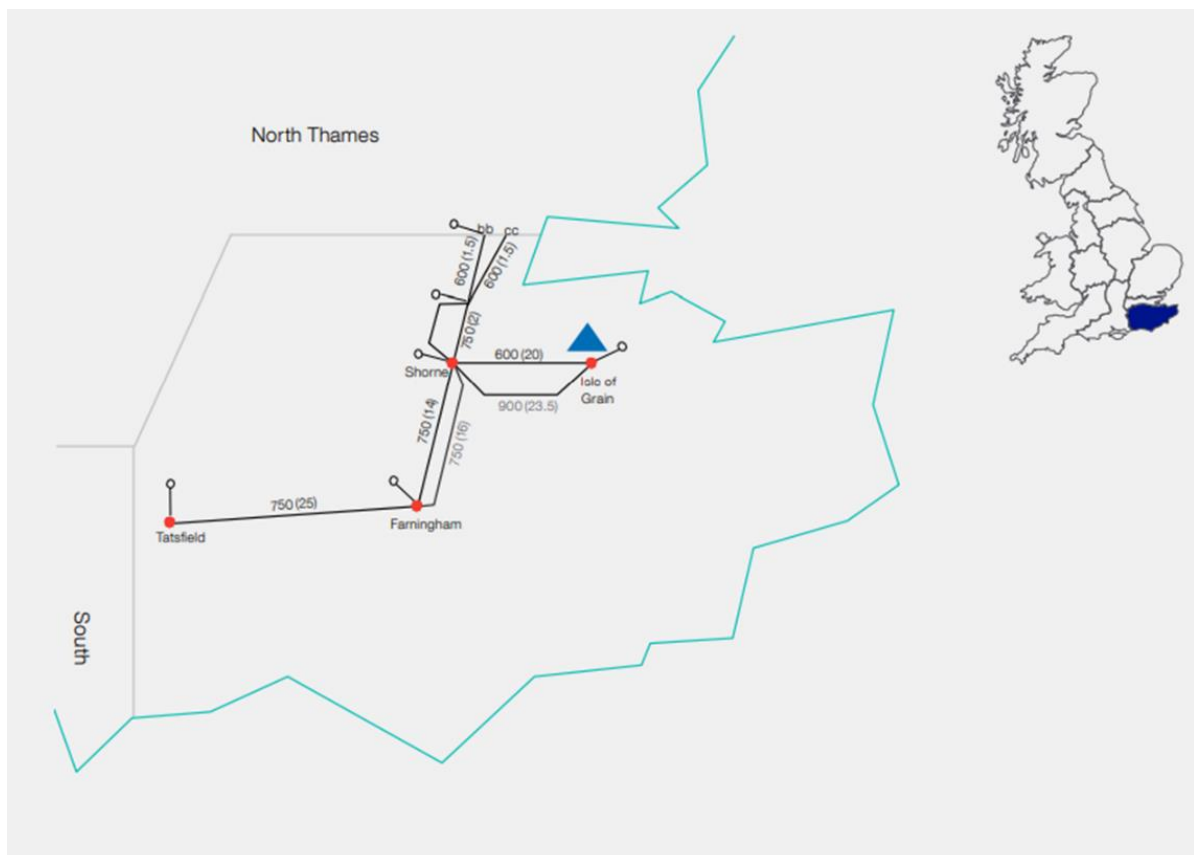 North Thames
bb cc
600 (1.5)
600 (1.5)
750 (2)
Shorne
600 (20)
Isle of
Grain
900 (23.5)
750 (14)
750 (16)
750 (25)
Farningham
Tatsfield
South